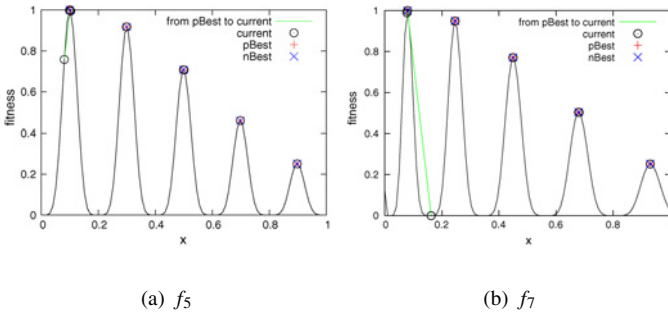 from pBest to current
current
pBest
nBest
fitness
1
0.8
0.6
0.4
0.2
0
0 0.2 0.4 0.6 0.8 1
x
(a) f5
from pBest to current
current
pBest
nBest
fitness
1
0.8
0.6
0.4
0.2
0
0 0.2 0.4 0.6 0.8
x
(b) f7